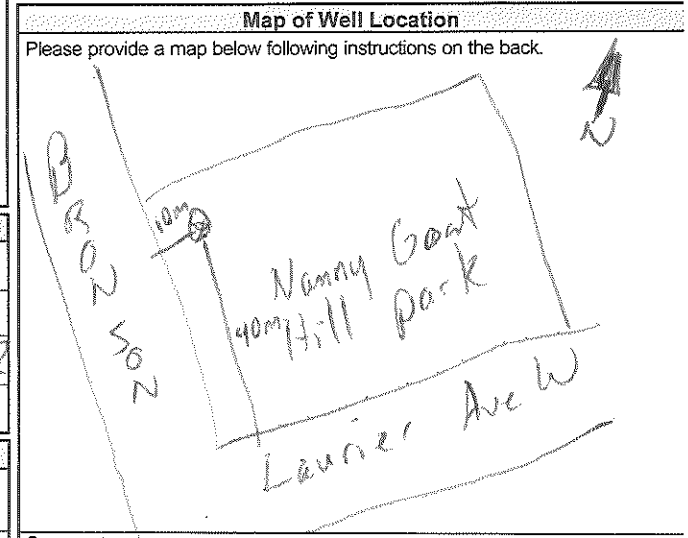 Map of Well Location
Please provide a map below following instructions on the back.
N
BRONSON
10m
Nanny Goat
40m Hill park
Laurier Ave W